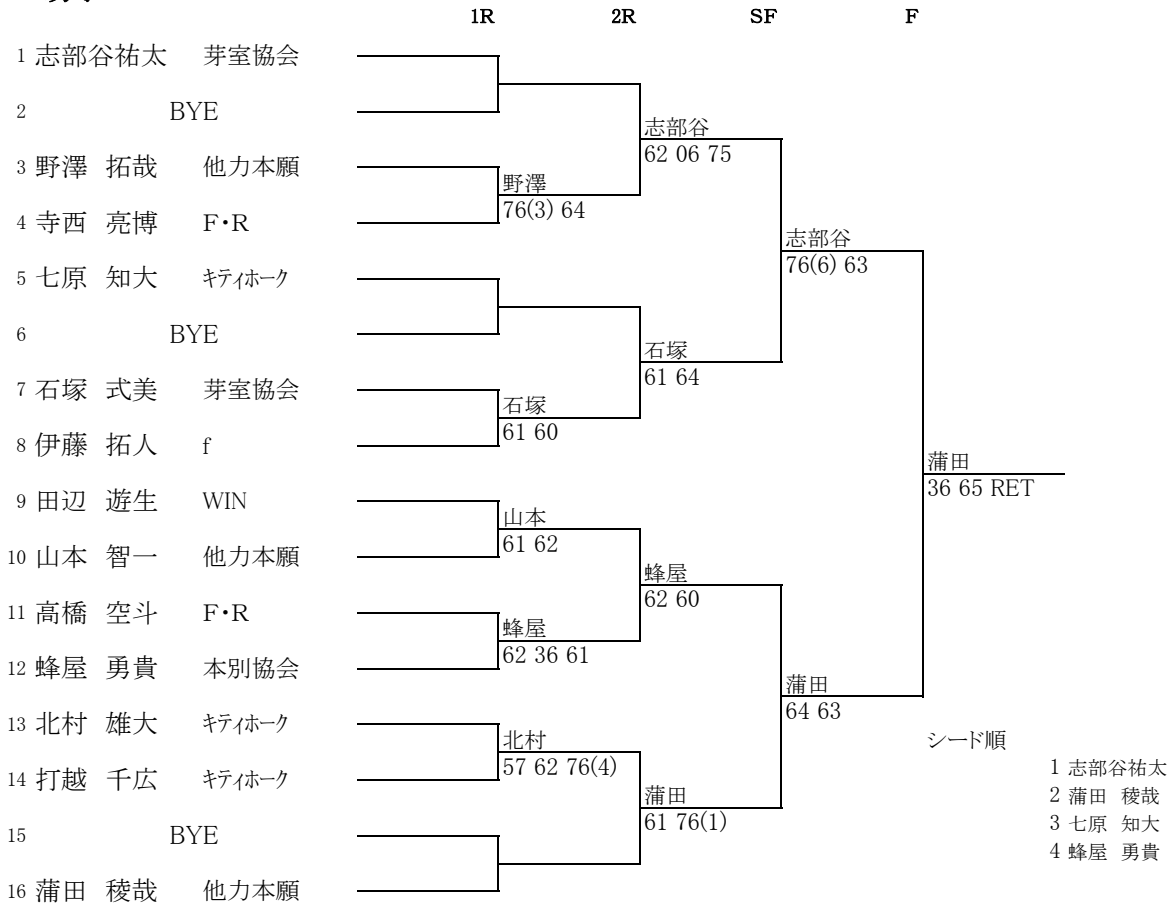 1R 2R SF F
1 志部谷祐太 芽室協会
2 BYE
志部谷
62 06 75
3 野澤 拓哉 他力本願
野澤
76(3) 64
4 寺西 亮博 F・R
志部谷
76(6) 63
5 七原 知大 キティホーク
6 BYE
石塚
61 64
7 石塚 式美 芽室協会
石塚
61 60
8 伊藤 拓人 f
蒲田
36 65 RET
9 田辺 遊生 WIN
山本
61 62
10 山本 智一 他力本願
蜂屋
62 60
11 高橋 空斗 F・R
蜂屋
62 36 61
12 蜂屋 勇貴 本別協会
蒲田
64 63
13 北村 雄大 キティホーク
北村
57 62 76(4)
14 打越 千広 キティホーク
蒲田
61 76(1)
15 BYE
16 蒲田 稜哉 他力本願
シード順
1 志部谷祐太
2 蒲田 稜哉
3 七原 知大
4 蜂屋 勇貴